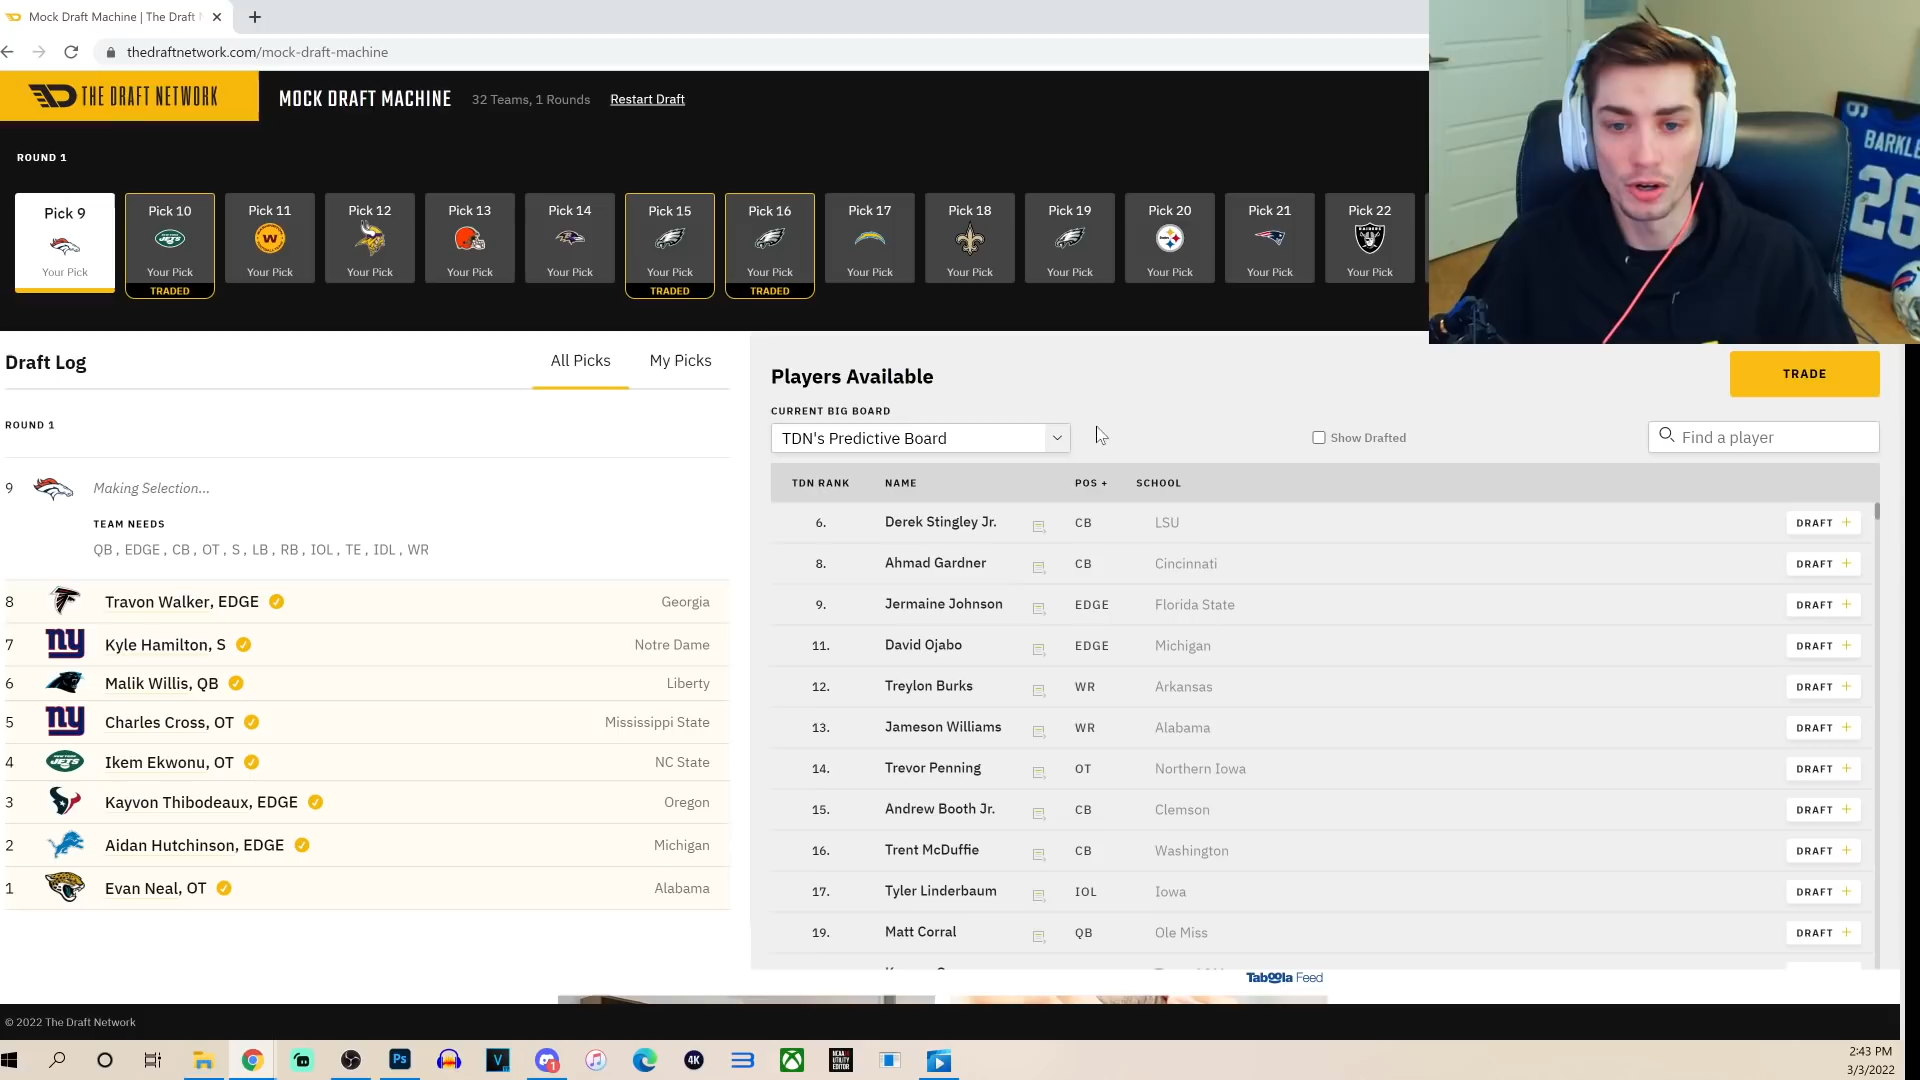 Mock Draft Machine | The Draft
thedraftnetwork.com/mock-draft-machine
THE DRAFT NETWORK
MOCK DRAFT MACHINE 32 Teams, 1 Rounds Restart Draft
ROUND 1
Pick 9 Pick 10 Pick 11 Pick 12 Pick 13 Pick 14 Pick 15 Pick 16 Pick 17 Pick 18 Pick 19 Pick 20 Pick 21 Pick 22
Your Pick Your Pick Your Pick Your Pick Your Pick Your Pick Your Pick Your Pick Your Pick Your Pick Your Pick Your Pick Your Pick Your Pick
TRADED TRADED TRADED
BARKLE
26
Draft Log All Picks My Picks
ROUND 1
9 Making Selection...
TEAM NEEDS
QB , EDGE , CB , OT , S , LB , RB , IOL , TE , IDL , WR
8 Travon Walker, EDGE Georgia
7 ny Kyle Hamilton, S Notre Dame
6 Malik Willis, QB Liberty
5 ny Charles Cross, OT Mississippi State
4 JETS Ikem Ekwonu, OT NC State
3 Kayvon Thibodeaux, EDGE Oregon
2 Aidan Hutchinson, EDGE Michigan
1 Evan Neal, OT Alabama
Players Available TRADE
CURRENT BIG BOARD
TDN's Predictive Board Show Drafted Find a player
TDN RANK NAME POS + SCHOOL
6. Derek Stingley Jr. CB LSU DRAFT +
8. Ahmad Gardner CB Cincinnati DRAFT +
9. Jermaine Johnson EDGE Florida State DRAFT +
11. David Ojabo EDGE Michigan DRAFT +
12. Treylon Burks WR Arkansas DRAFT +
13. Jameson Williams WR Alabama DRAFT +
14. Trevor Penning OT Northern Iowa DRAFT +
15. Andrew Booth Jr. CB Clemson DRAFT +
16. Trent McDuffie CB Washington DRAFT +
17. Tyler Linderbaum IOL Iowa DRAFT +
19. Matt Corral QB Ole Miss DRAFT +
Taboola Feed
© 2022 The Draft Network
Ps V 1 4K NCAA UTILITY EDITOR
2:43 PM
3/3/2022